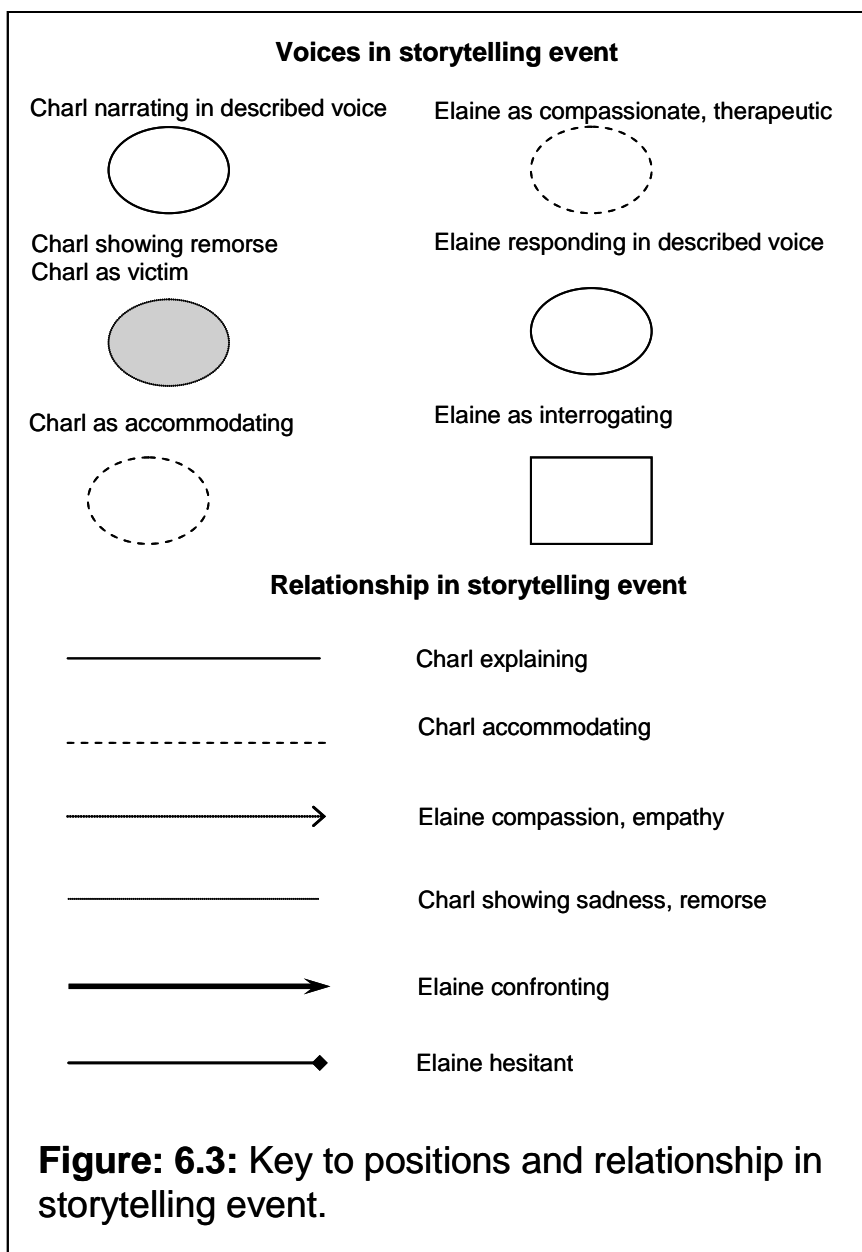 Voices in storytelling event
Charl narrating in described voice
Elaine as compassionate, therapeutic
Charl showing remorse
Charl as victim
Elaine responding in described voice
Charl as accommodating
Elaine as interrogating
Relationship in storytelling event
Charl explaining
Charl accommodating
Elaine compassion, empathy
Charl showing sadness, remorse
Elaine confronting
Elaine hesitant
Figure: 6.3: Key to positions and relationship in
storytelling event.